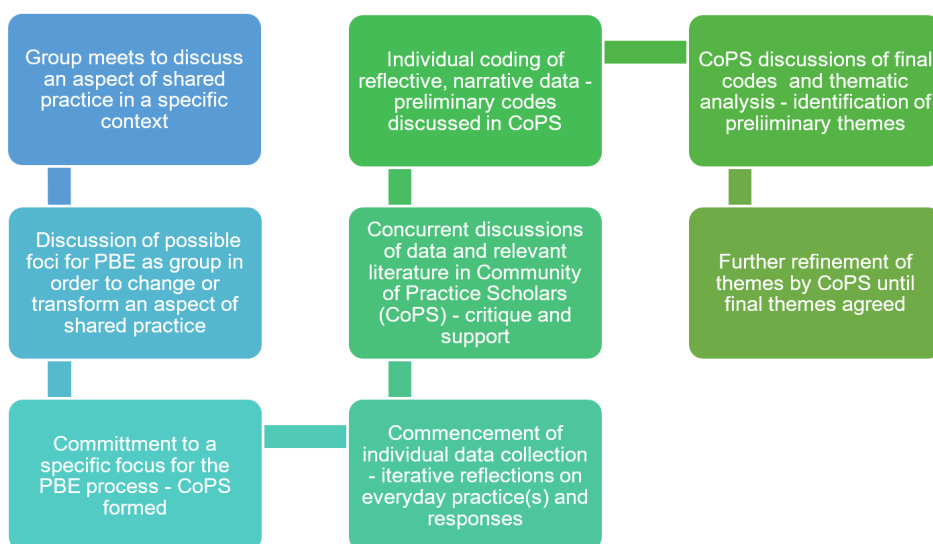 Group meets to discuss
an aspect of shared
practice in a specific
context
Discussion of possible
foci for PBE as group in
order to change or
transform an aspect of
shared practice
Committment to a
specific focus for the
PBE process - CoPS
formed
Commencement of
individual data collection
- iterative reflections on
everyday practice(s) and
responses
Concurrent discussions
of data and relevant
literature in Community
of Practice Scholars
(CoPS) - critique and
support
Individual coding of
reflective, narrative data -
preliminary codes
discussed in CoPS
CoPS discussions of final
codes  and thematic
analysis - identification of
preliiminary themes
Further refinement of
themes by CoPS until
final themes agreed